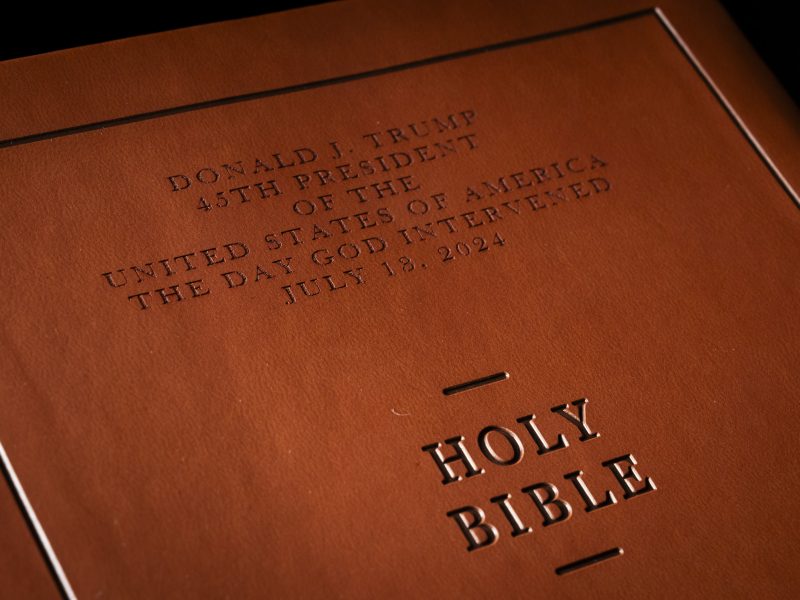 DONALD J. TRUMP
45TH PRESIDENT
OF THE
UNITED STATES OF AMERICA
THE DAY GOD INTERVENED
JULY 13, 2024
HOLY
BIBLE